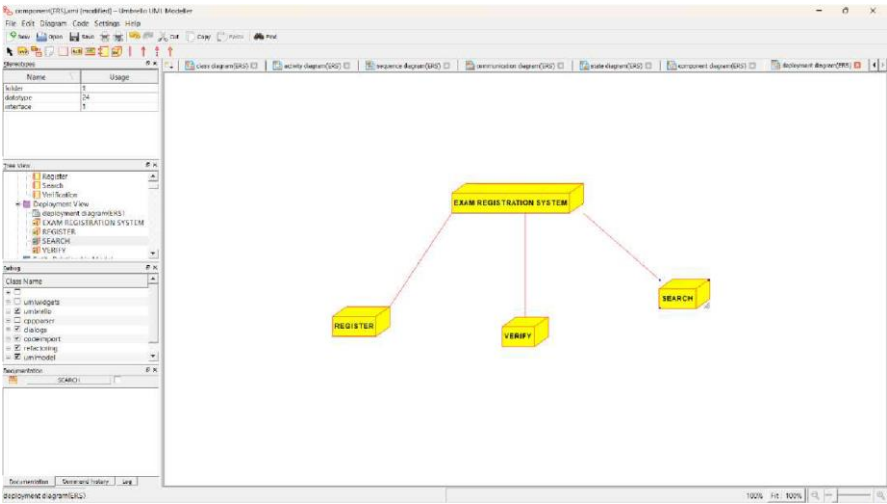 component(ERS).xmi [modified] – Umbrello UML Modeller
File Edit Diagram Code Settings Help
New Open Save Cut Copy Paste Find
Stereotypes
Name Usage
folder 1
datatype 24
interface 1
class diagram(ERS) activity diagram(ERS) sequence diagram(ERS) communication diagram(ERS) state diagram(ERS) component diagram(ERS) deployment diagram(ERS)
Tree View
Register
Search
Verification
Deployment View
deployment diagram(ERS)
EXAM REGISTRATION SYSTEM
REGISTER
SEARCH
VERIFY
Debug
Class Name
umlwidgets
umbrello
cppparser
dialogs
codeimport
refactoring
umlmodel
Documentation
SEARCH
EXAM REGISTRATION SYSTEM
SEARCH
REGISTER
VERIFY
Documentation Command history Log
deployment diagram(ERS)
100% Fit 100%